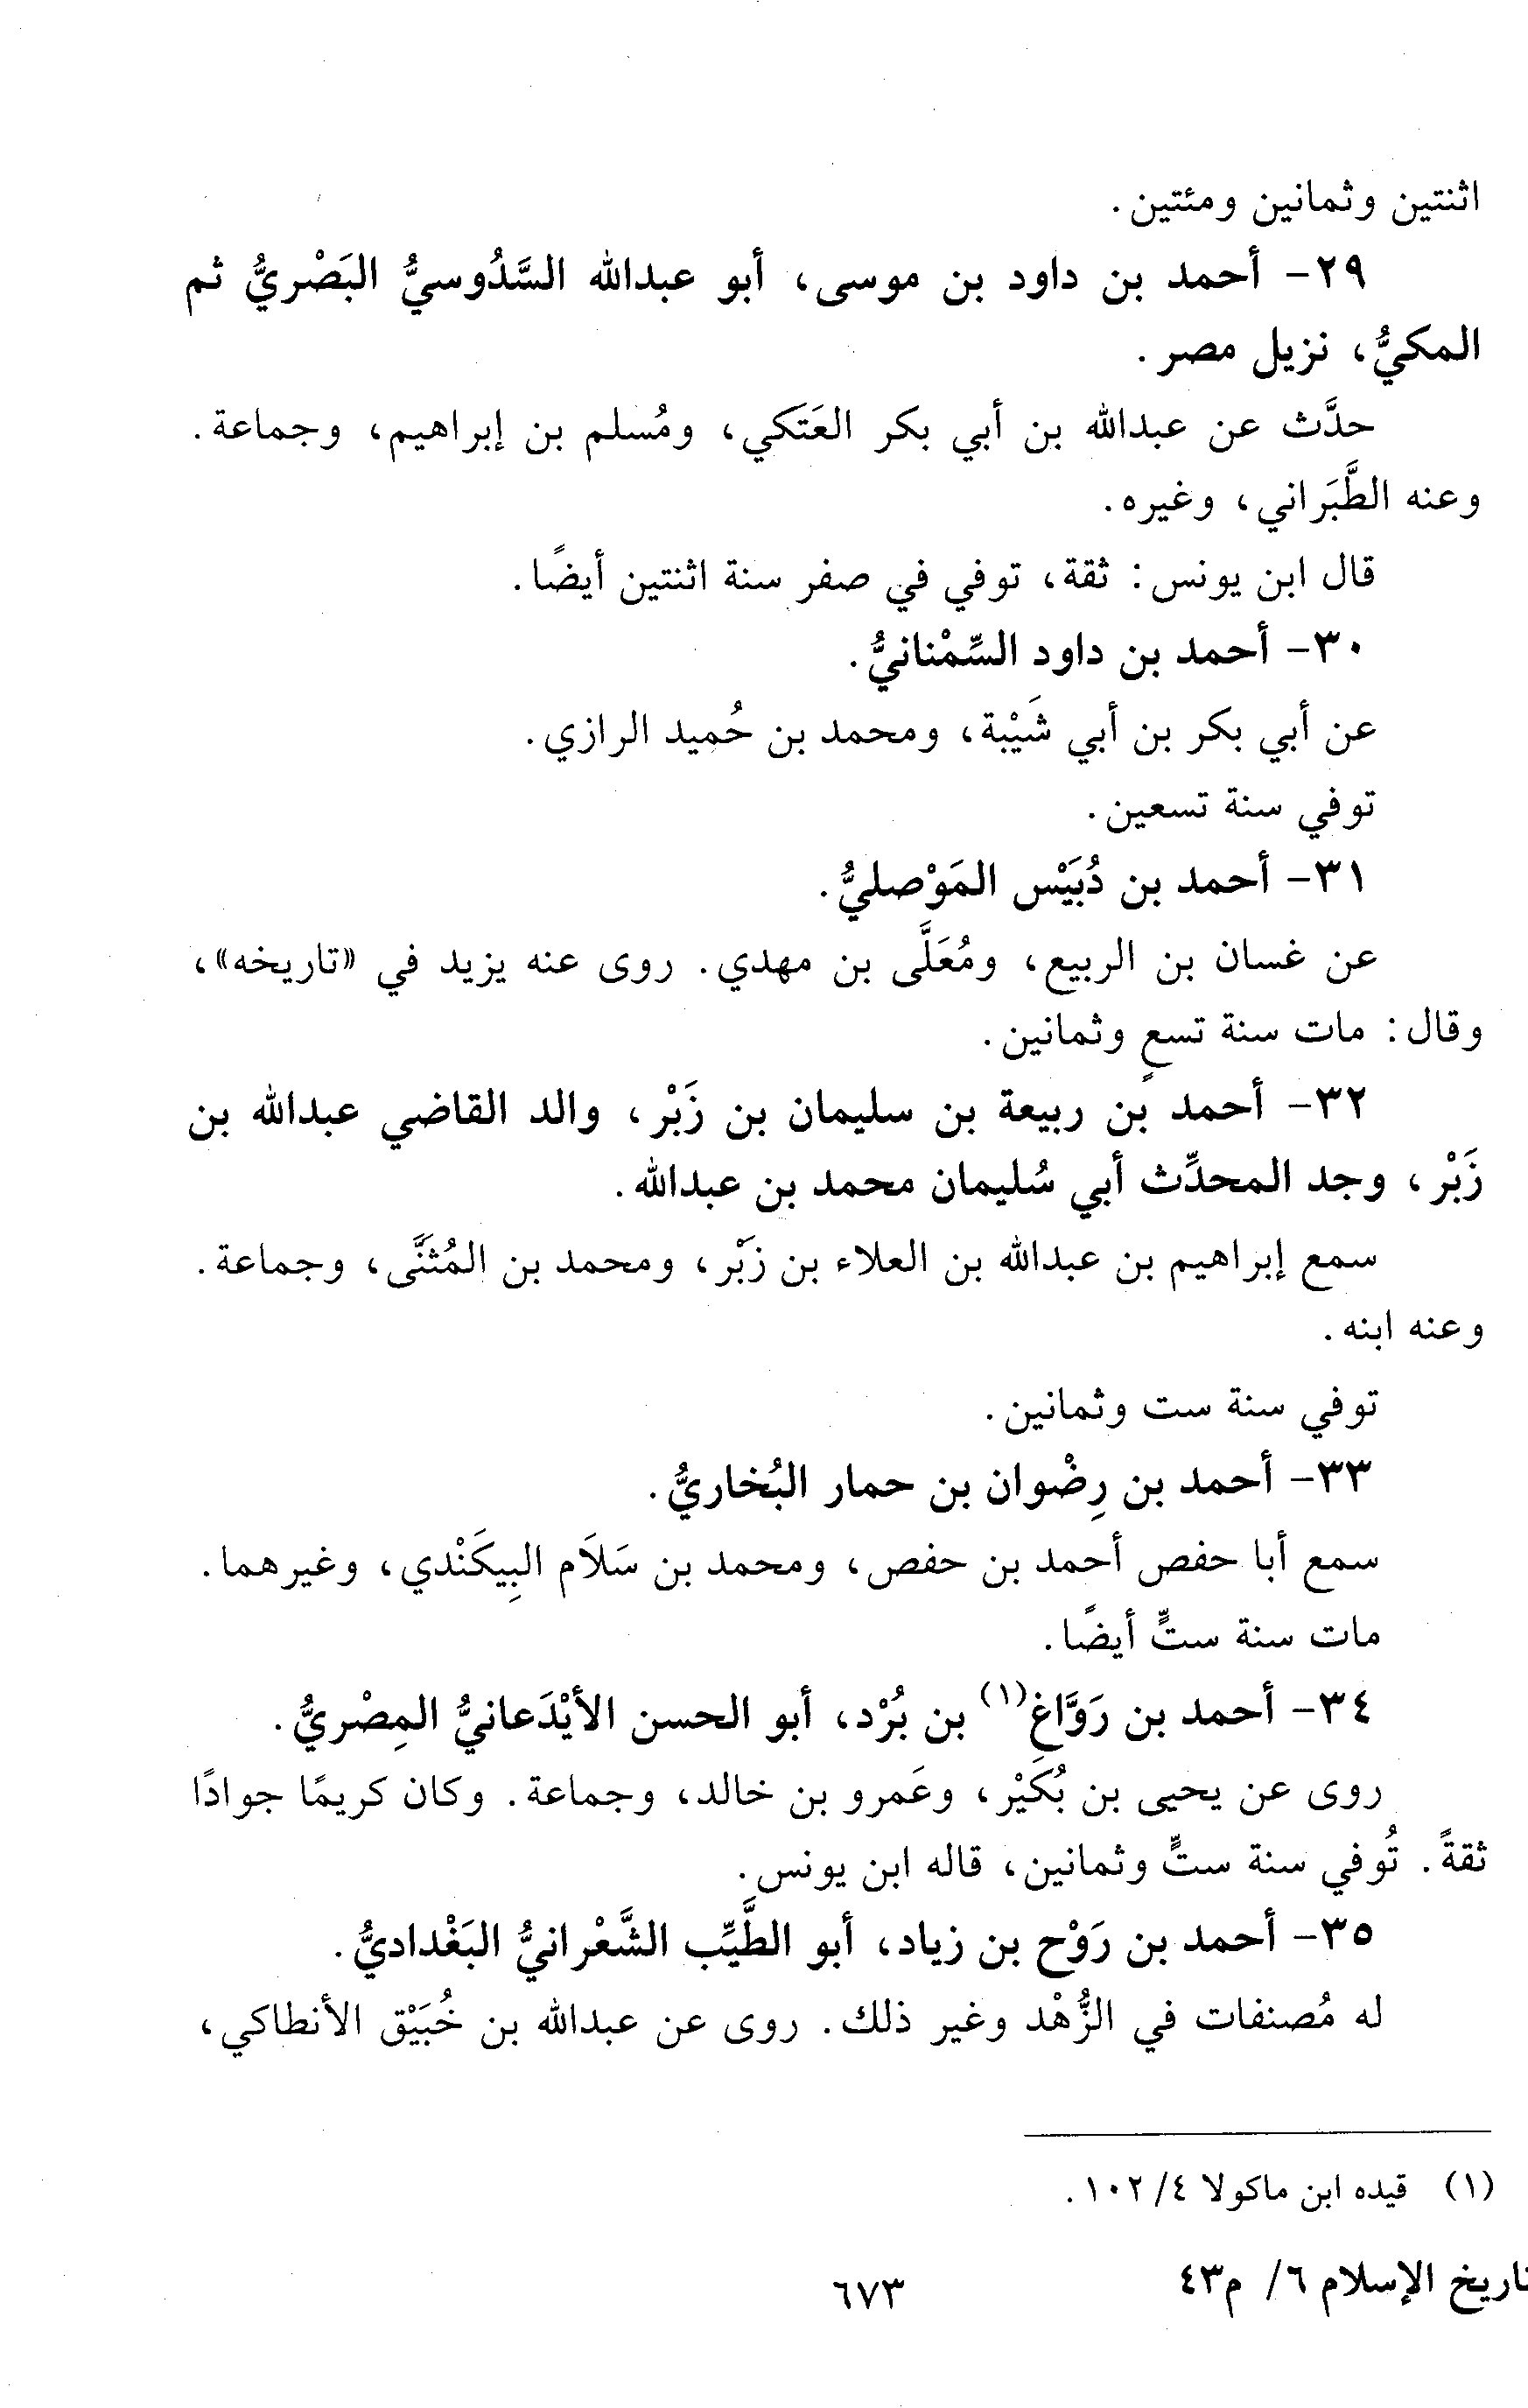 اثنتين وثمانين ومئتين.
٢٩- أحمد بن داود بن موسى، أبو عبدالله السَّدُوسيُّ البَصْريُّ ثم
المكيُّ، نزيل مصر.
حدَّث عن عبدالله بن أبي بكر العَتَكي، ومُسلم بن إبراهيم، وجماعة.
وعنه الطَّبَراني، وغيره.
قال ابن يونس: ثقة، توفي في صفر سنة اثنتين أيضًا.
٣٠- أحمد بن داود السِّمْنانيُّ.
عن أبي بكر بن أبي شَيْبة، ومحمد بن حُميد الرازي.
توفي سنة تسعين.
٣١- أحمد بن دُبَيْس المَوْصليُّ.
عن غسان بن الربيع، ومُعَلَّى بن مهدي. روى عنه يزيد في «تاريخه»،
وقال: مات سنة تسعٍ وثمانين.
٣٢- أحمد بن ربيعة بن سليمان بن زَبْر، والد القاضي عبدالله بن
زَبْر، وجد المحدِّث أبي سُليمان محمد بن عبدالله.
سمع إبراهيم بن عبدالله بن العلاء بن زَبْر، ومحمد بن المُثنَّى، وجماعة.
وعنه ابنه.
توفي سنة ست وثمانين.
٣٣- أحمد بن رِضْوان بن حمار البُخاريُّ.
سمع أبا حفص أحمد بن حفص، ومحمد بن سَلَام البِيكَنْدي، وغيرهما.
مات سنة ستٍّ أيضًا.
٣٤- أحمد بن رَوَّاغ(١) بن بُرْد، أبو الحسن الأيْدَعانيُّ المِصْريُّ.
روى عن يحيى بن بُكَيْر، وعَمرو بن خالد، وجماعة. وكان كريمًا جوادًا
ثقةً. تُوفي سنة ستٍّ وثمانين، قاله ابن يونس.
٣٥- أحمد بن رَوْح بن زياد، أبو الطَّيِّب الشَّعْرانيُّ البَغْداديُّ.
له مُصنفات في الزُّهْد وغير ذلك. روى عن عبدالله بن خُبَيْق الأنطاكي،
(١) قيده ابن ماكولا ٤/ ١٠٢.
تاريخ الإسلام ٦/ م٤٣
٦٧٣